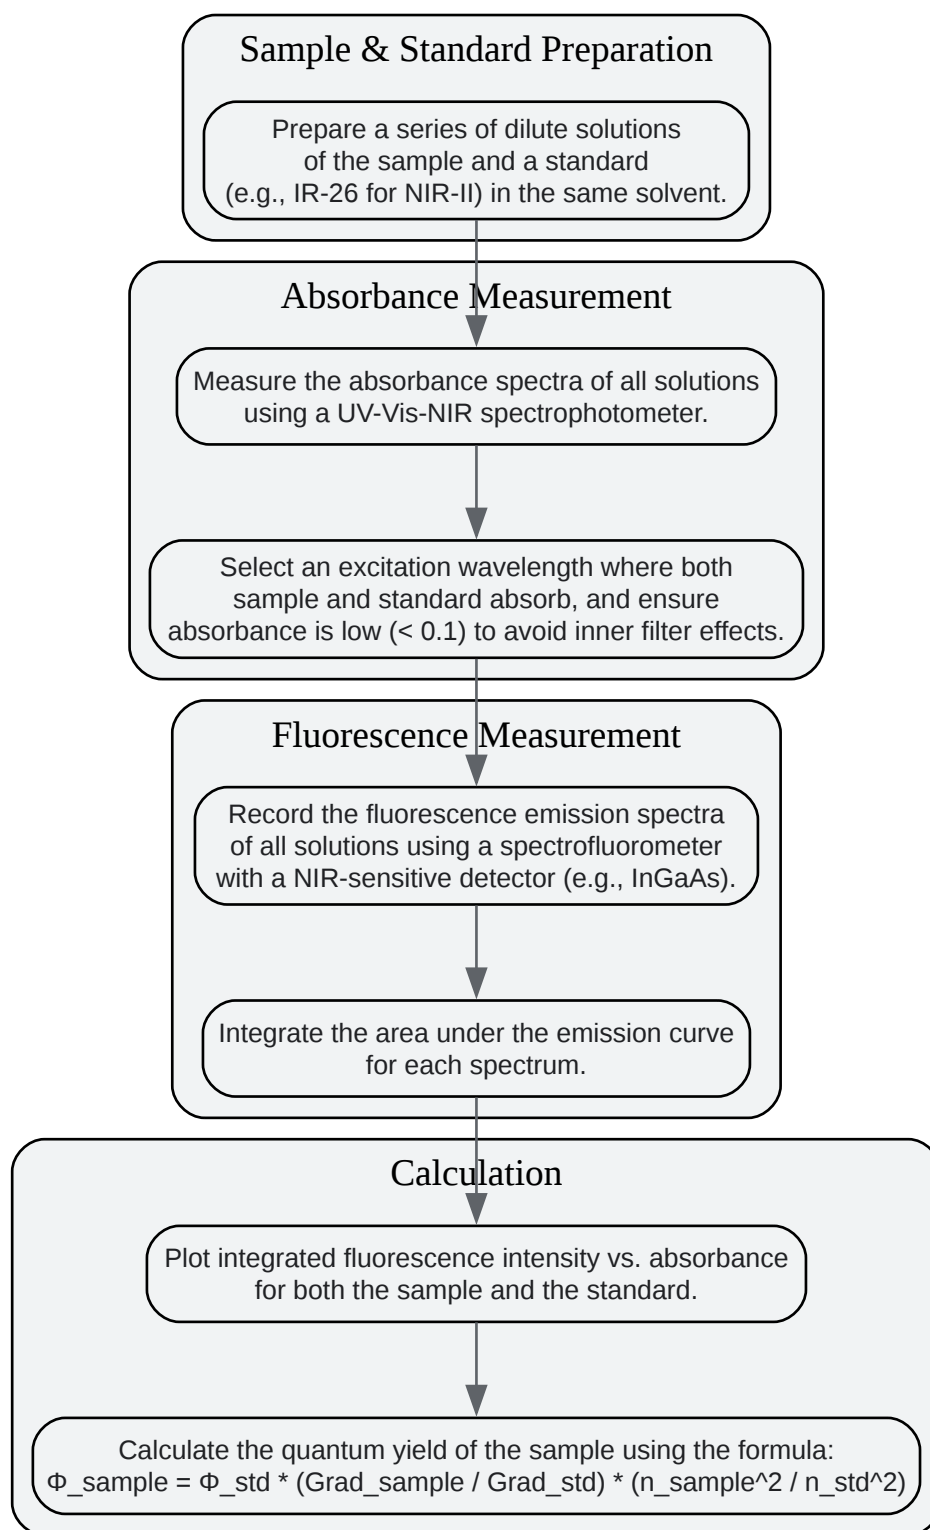 Sample & Standard Preparation
Prepare a series of dilute solutions
of the sample and a standard
(e.g., IR-26 for NIR-II) in the same solvent.
Absorbance Measurement
Measure the absorbance spectra of all solutions
using a UV-Vis-NIR spectrophotometer.
Select an excitation wavelength where both
sample and standard absorb, and ensure
absorbance is low (< 0.1) to avoid inner filter effects.
Fluorescence Measurement
Record the fluorescence emission spectra
of all solutions using a spectrofluorometer
with a NIR-sensitive detector (e.g., InGaAs).
Integrate the area under the emission curve
for each spectrum.
Calculation
Plot integrated fluorescence intensity vs. absorbance
for both the sample and the standard.
Calculate the quantum yield of the sample using the formula:
Φ_sample = Φ_std * (Grad_sample / Grad_std) * (n_sample^2 / n_std^2)